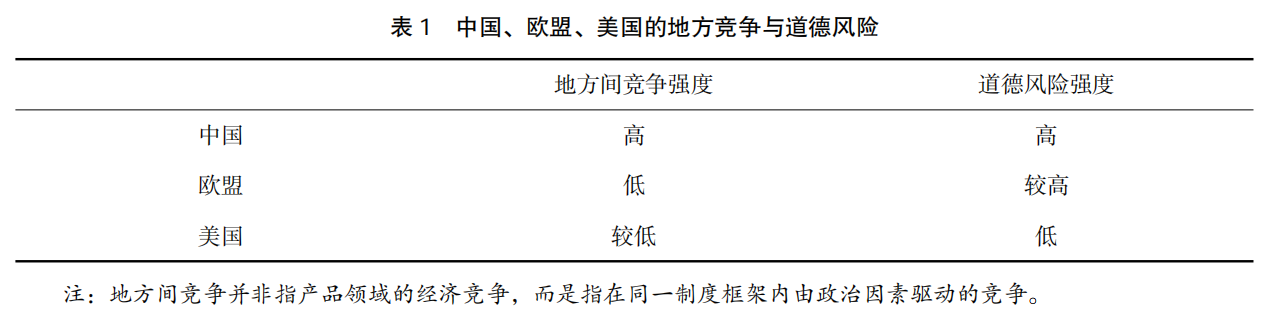 表 1 中国、欧盟、美国的地方竞争与道德风险
地方间竞争强度 道德风险强度
中国 高 高
欧盟 低 较高
美国 较低 低
注：地方间竞争并非指产品领域的经济竞争，而是指在同一制度框架内由政治因素驱动的竞争。